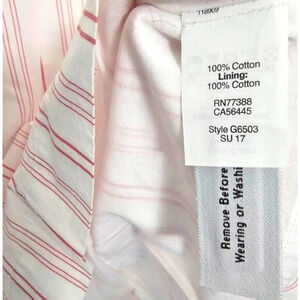 100% Cotton
Lining:
100% Cotton
RN77388
CA56445
Style G6503
SU 17
Remove Before
Wearing or Washi